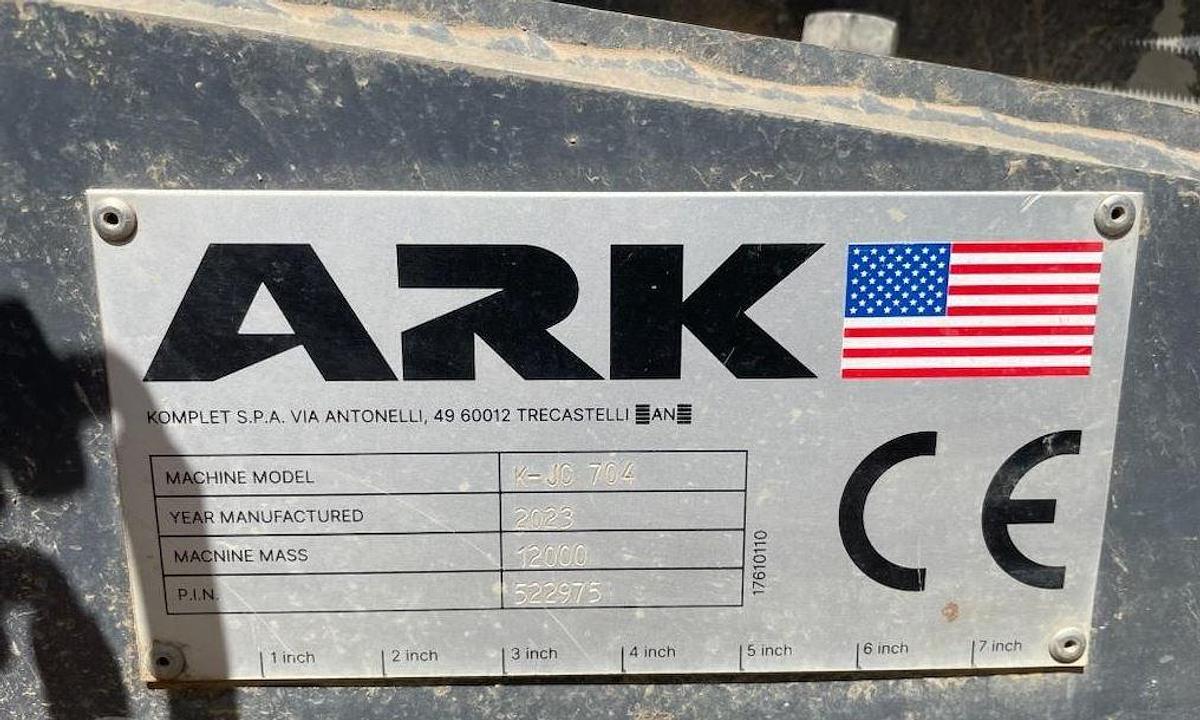 ARK
KOMPLET S.P.A. VIA ANTONELLI, 49 60012 TRECASTELLI AN
MACHINE MODEL K-JC 704
YEAR MANUFACTURED 2023
MACNINE MASS 12000
P.I.N. 522975
17610110
CE
1 inch 2 inch 3 inch 4 inch 5 inch 6 inch 7 inch